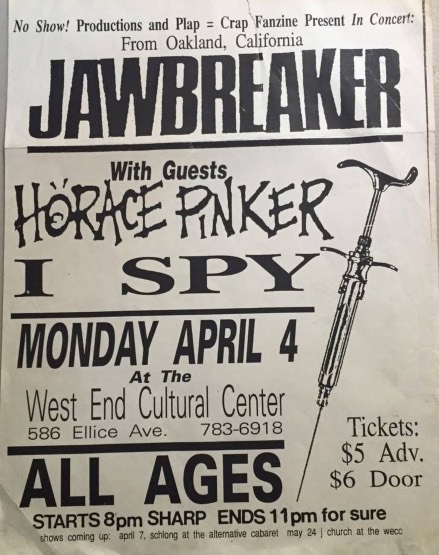 No Show! Productions and Plap = Crap Fanzine Present In Concert:
From Oakland, California
JAWBREAKER
With Guests
HÖRACE PiNKER
I SPY
MONDAY APRIL 4
At The
West End Cultural Center
586 Ellice Ave. 783-6918
ALL AGES
Tickets:
$5 Adv.
$6 Door
STARTS 8pm SHARP ENDS 11pm for sure
shows coming up: april 7, schlong at the alternative cabaret may 24 | church at the wecc